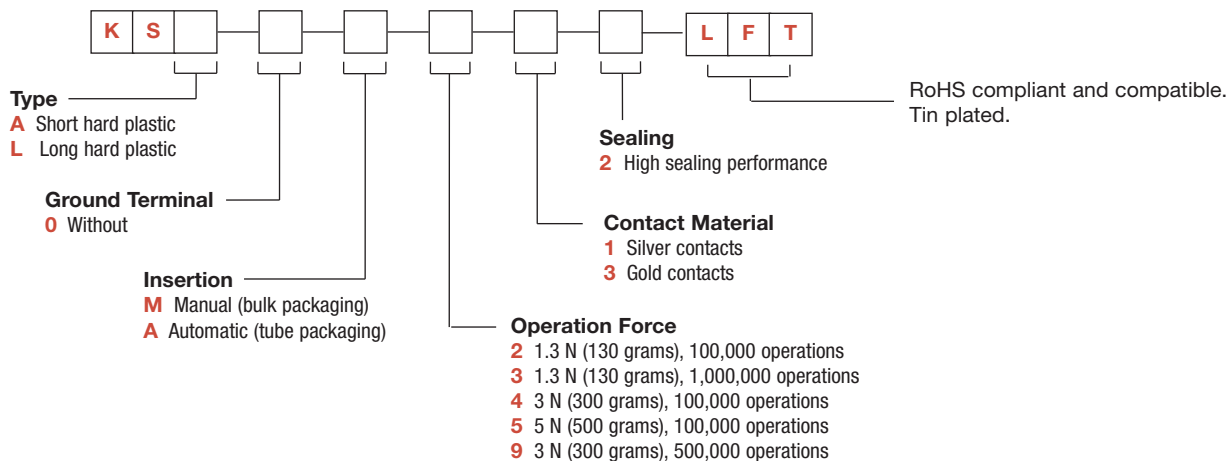 K S L F T
RoHS compliant and compatible.
Tin plated.
Type
A Short hard plastic
L Long hard plastic
Sealing
2 High sealing performance
Ground Terminal
0 Without
Contact Material
1 Silver contacts
3 Gold contacts
Insertion
M Manual (bulk packaging)
A Automatic (tube packaging)
Operation Force
2 1.3 N (130 grams), 100,000 operations
3 1.3 N (130 grams), 1,000,000 operations
4 3 N (300 grams), 100,000 operations
5 5 N (500 grams), 100,000 operations
9 3 N (300 grams), 500,000 operations